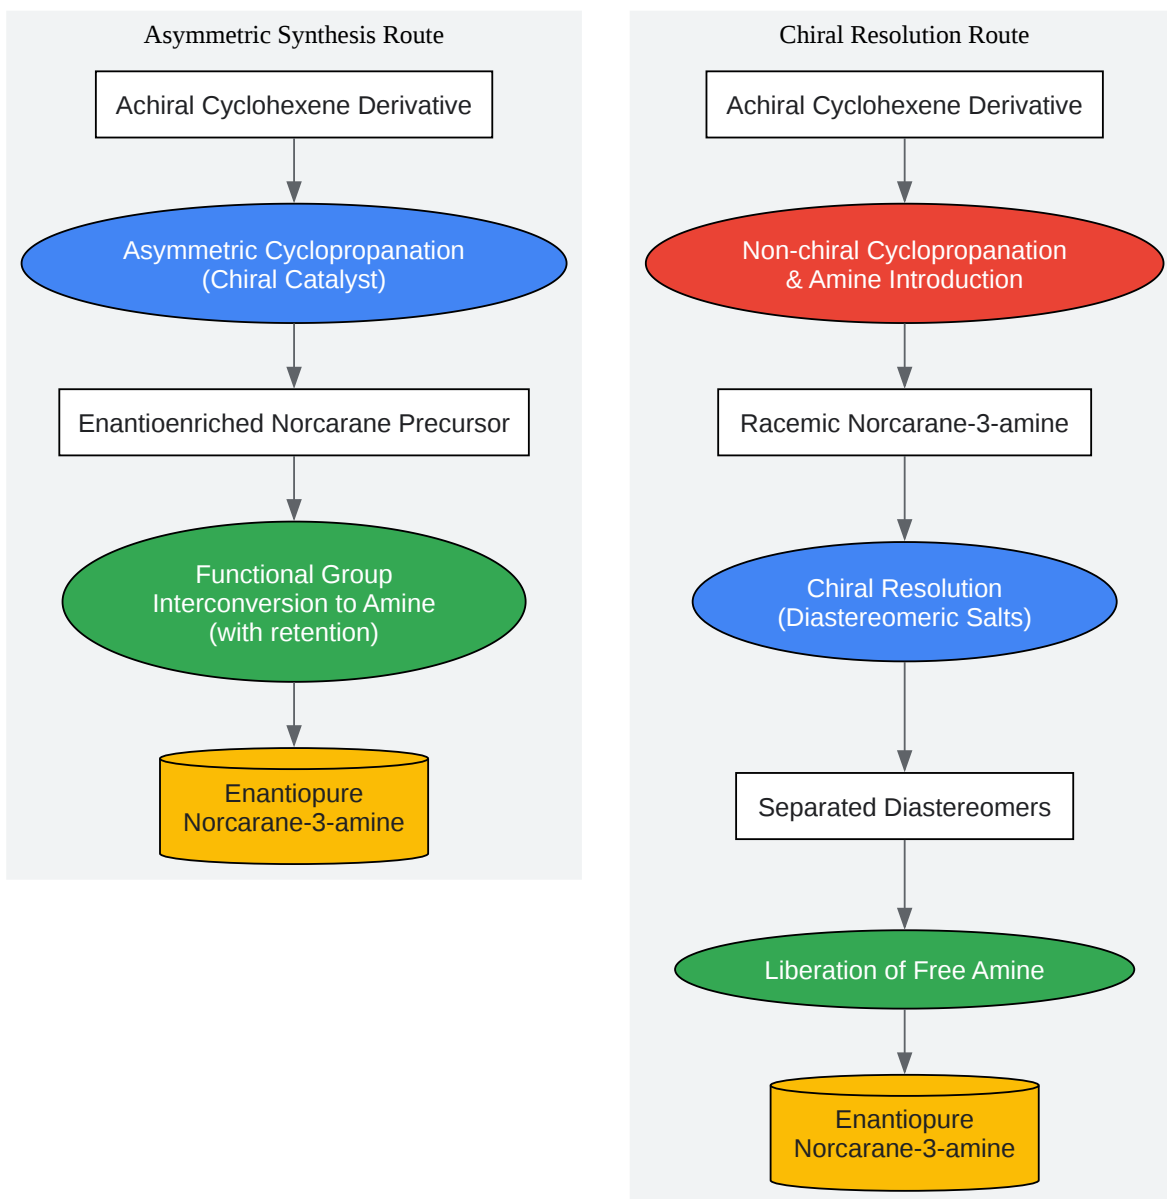 Asymmetric Synthesis Route
Achiral Cyclohexene Derivative
Asymmetric Cyclopropanation
(Chiral Catalyst)
Enantioenriched Norcarane Precursor
Functional Group
Interconversion to Amine
(with retention)
Enantiopure
Norcarane-3-amine
Chiral Resolution Route
Achiral Cyclohexene Derivative
Non-chiral Cyclopropanation
& Amine Introduction
Racemic Norcarane-3-amine
Chiral Resolution
(Diastereomeric Salts)
Separated Diastereomers
Liberation of Free Amine
Enantiopure
Norcarane-3-amine